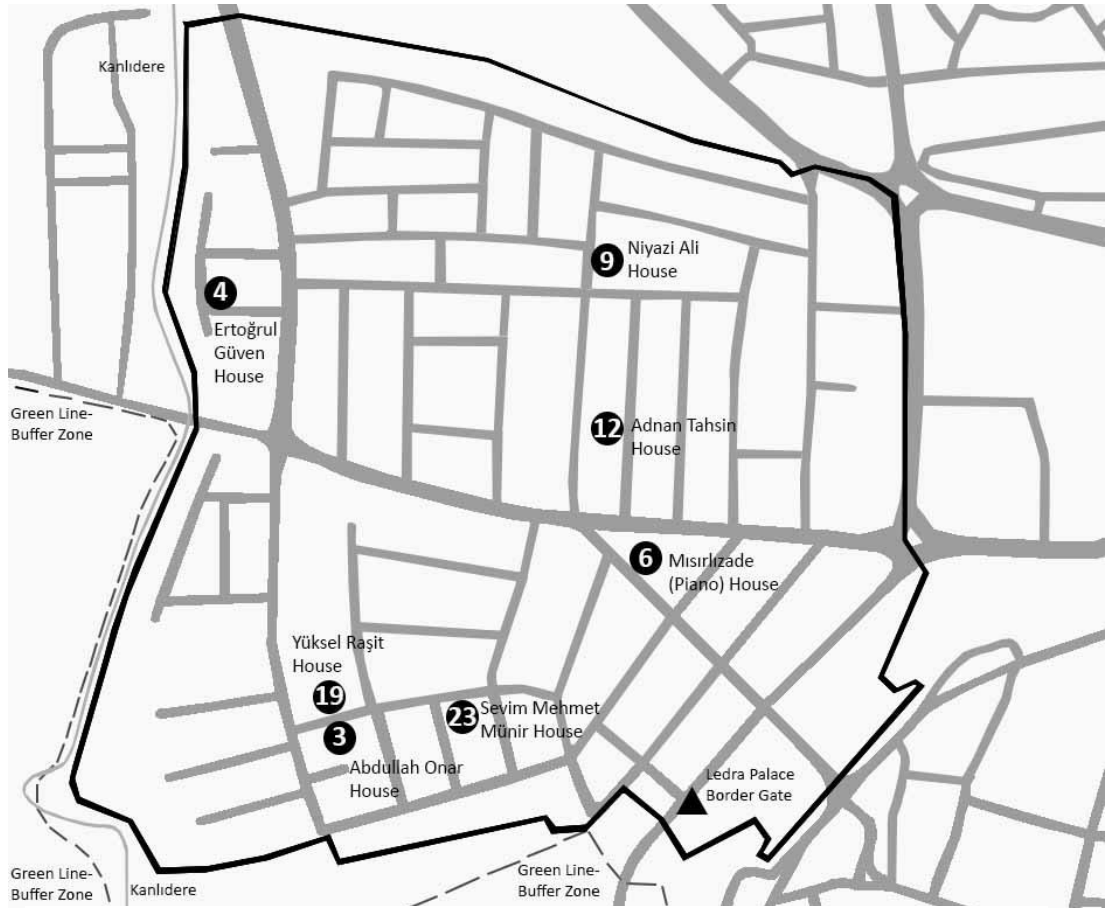 Kanlıdere
9
Niyazi Ali
House
4
Ertoğrul
Güven
House
Green Line-
Buffer Zone
12
Adnan Tahsin
House
6
Mısırlızade
(Piano) House
Yüksel Raşit
House
19
23
Sevim Mehmet
Münir House
3
Abdullah Onar
House
Ledra Palace
Border Gate
Green Line-
Buffer Zone
Kanlıdere
Green Line-
Buffer Zone